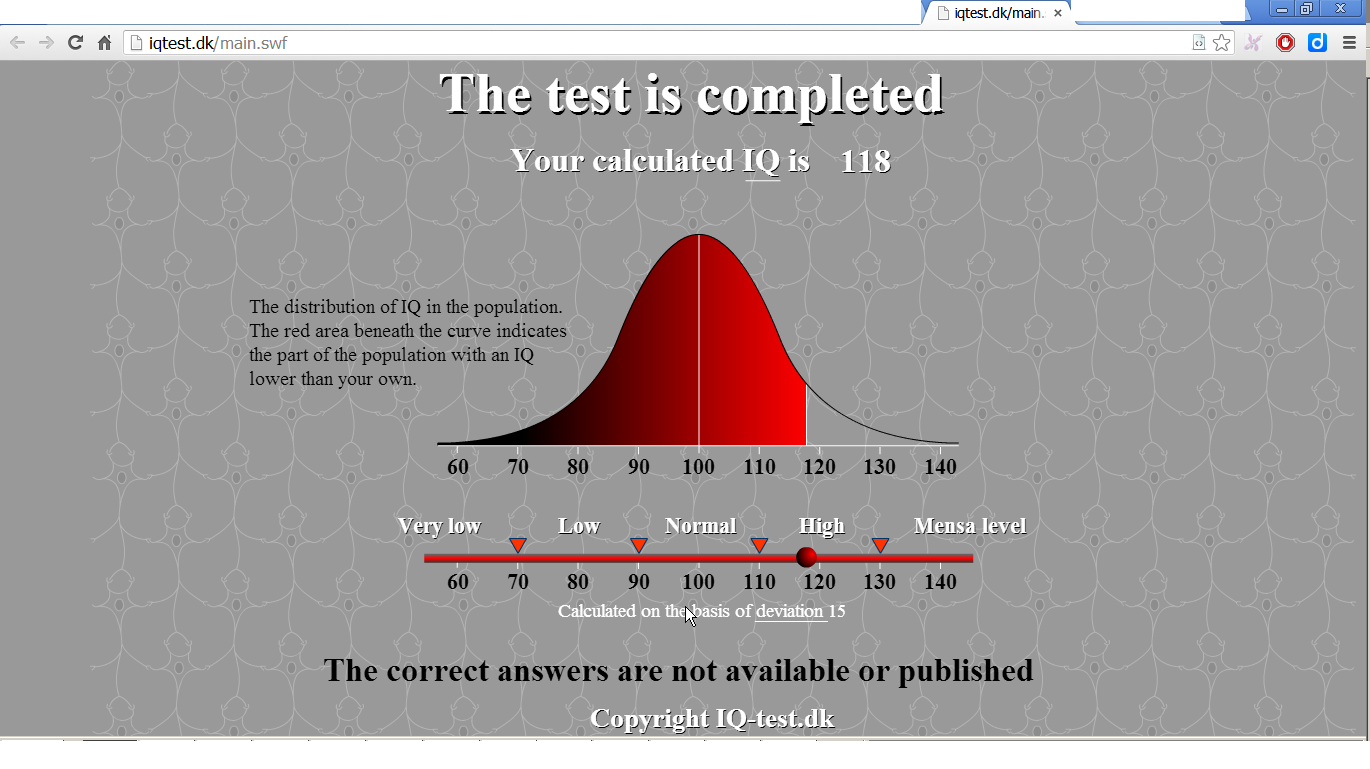 iqtest.dk/main.
iqtest.dk/main.swf
The test is completed
Your calculated IQ is 118
The distribution of IQ in the population.
The red area beneath the curve indicates
the part of the population with an IQ
lower than your own.
60 70 80 90 100 110 120 130 140
Very low Low Normal High Mensa level
60 70 80 90 100 110 120 130 140
Calculated on the basis of deviation 15
The correct answers are not available or published
Copyright IQ-test.dk